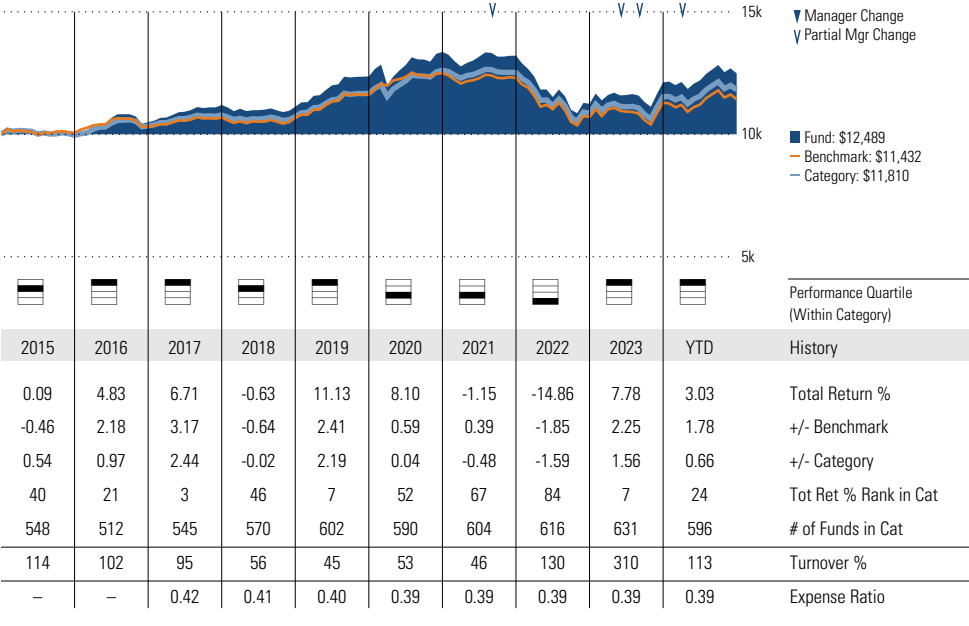 15k
Manager Change
Partial Mgr Change
10k
Fund: $12,489
Benchmark: $11,432
Category: $11,810
5k
Performance Quartile
(Within Category)
2015 2016 2017 2018 2019 2020 2021 2022 2023 YTD History
0.09 4.83 6.71 -0.63 11.13 8.10 -1.15 -14.86 7.78 3.03 Total Return %
-0.46 2.18 3.17 -0.64 2.41 0.59 0.39 -1.85 2.25 1.78 +/- Benchmark
0.54 0.97 2.44 -0.02 2.19 0.04 -0.48 -1.59 1.56 0.66 +/- Category
40 21 3 46 7 52 67 84 7 24 Tot Ret % Rank in Cat
548 512 545 570 602 590 604 616 631 596 # of Funds in Cat
114 102 95 56 45 53 46 130 310 113 Turnover %
– – 0.42 0.41 0.40 0.39 0.39 0.39 0.39 0.39 Expense Ratio